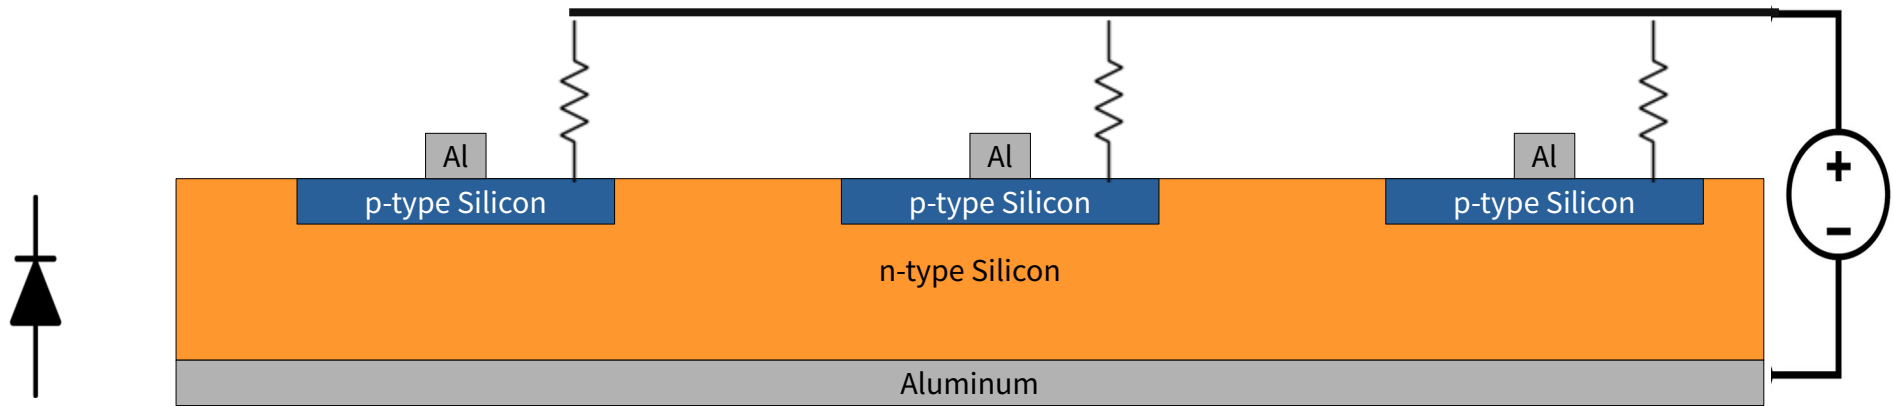 Al
Al
Al
p-type Silicon
p-type Silicon
p-type Silicon
+
−
n-type Silicon
Aluminum